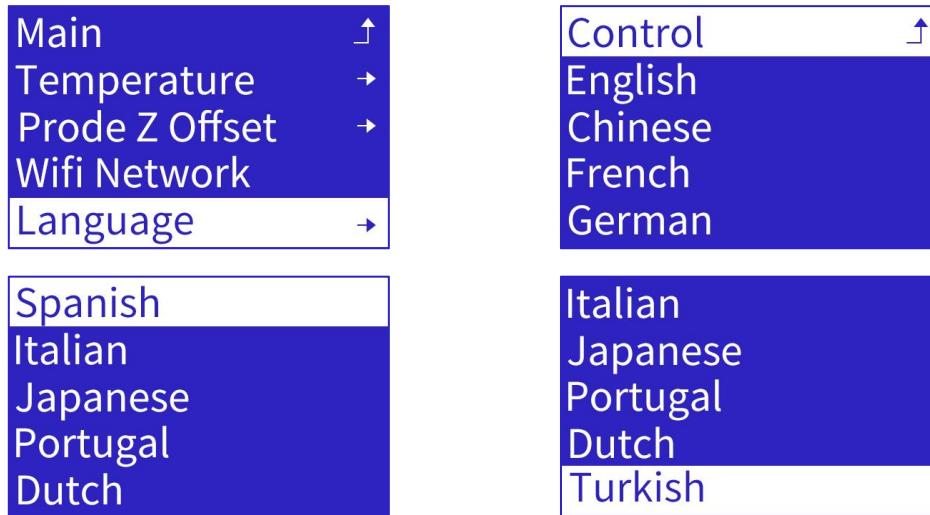 Main
Temperature
Prode Z Offset
Wifi Network
Language
Control
English
Chinese
French
German
Spanish
Italian
Japanese
Portugal
Dutch
Italian
Japanese
Portugal
Dutch
Turkish